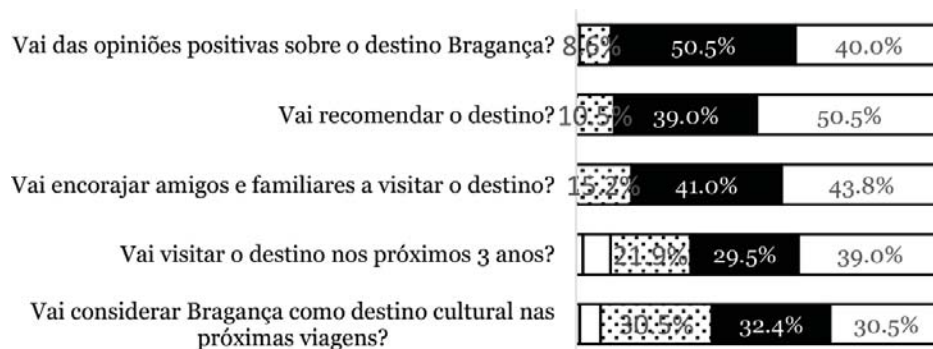 Vai das opiniões positivas sobre o destino Bragança? 8.6% 50.5% 40.0%
Vai recomendar o destino? 10.5% 39.0% 50.5%
Vai encorajar amigos e familiares a visitar o destino? 15.2% 41.0% 43.8%
Vai visitar o destino nos próximos 3 anos? 21.9% 29.5% 39.0%
Vai considerar Bragança como destino cultural nas
próximas viagens? 30.5% 32.4% 30.5%